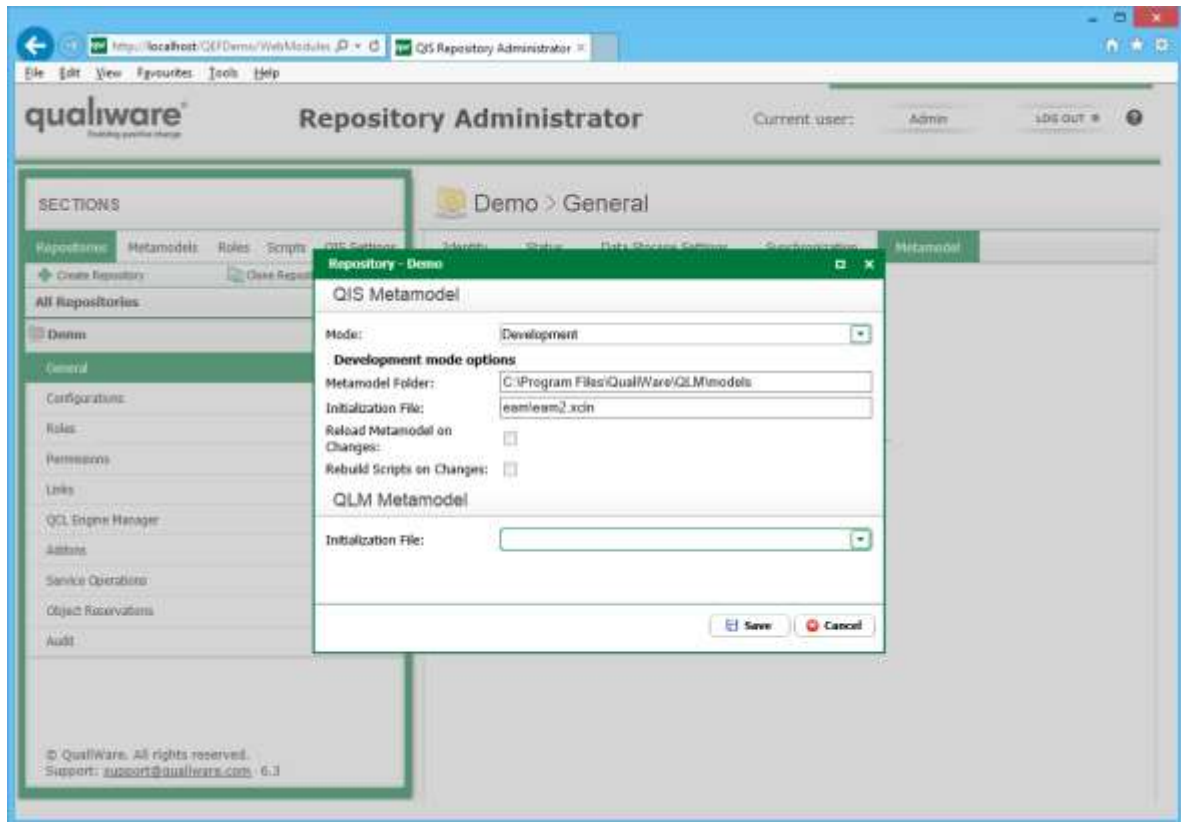 http://localhost/QEFDemo/WebModules
QIS Repository Administrator
File Edit View Favourites Tools Help
qualiware
Repository Administrator
Current user:
Admin
LOG OUT
SECTIONS
Demo > General
Repositories Metamodels Roles Scripts QIS Settings
Identity Status Data Storage Settings Synchronization Metamodel
Create Repository Clone
All Repositories
Demo
General
Configurations
Roles
Permissions
Links
QCL Engine Manager
Addons
Service Operations
Object Reservations
Audit
Repository - Demo
QIS Metamodel
Mode: Development
Development mode options
Metamodel Folder: C:\Program Files\QualiWare\QLM\models
Initialization File:
Reload Metamodel on
Changes:
Rebuild Scripts on Changes:
QLM Metamodel
Initialization File:
Save Cancel
© QualiWare. All rights reserved.
Support: support@qualiware.com 6.3